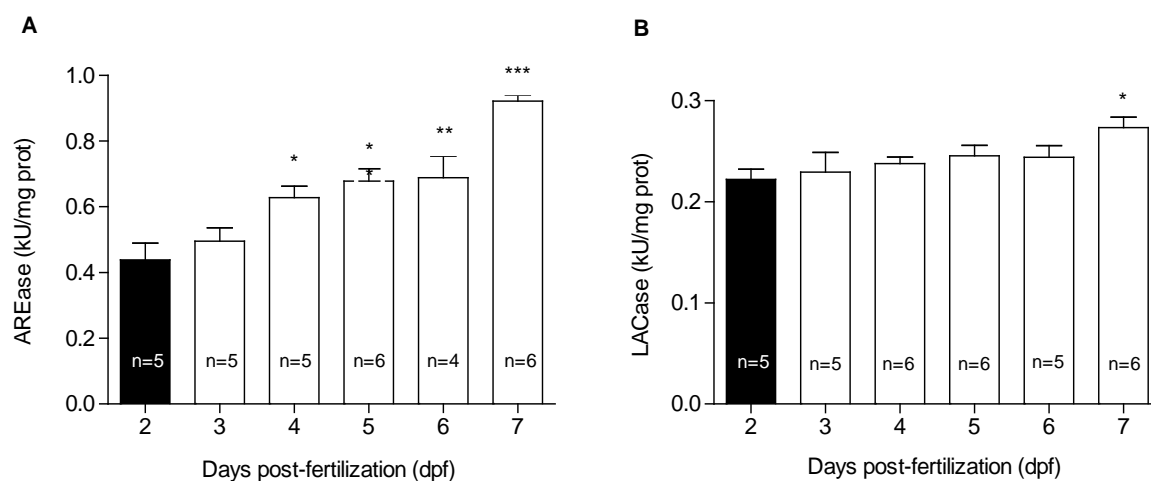 A
AREase (kU/mg prot)
1.0
0.8
0.6
0.4
0.2
0.0
*
*
*
**
***
n=5
n=5
n=5
n=6
n=4
n=6
2 3 4 5 6 7
Days post-fertilization (dpf)
B
LACase (kU/mg prot)
0.3
0.2
0.1
0.0
*
n=5
n=5
n=6
n=6
n=5
n=6
2 3 4 5 6 7
Days post-fertilization (dpf)